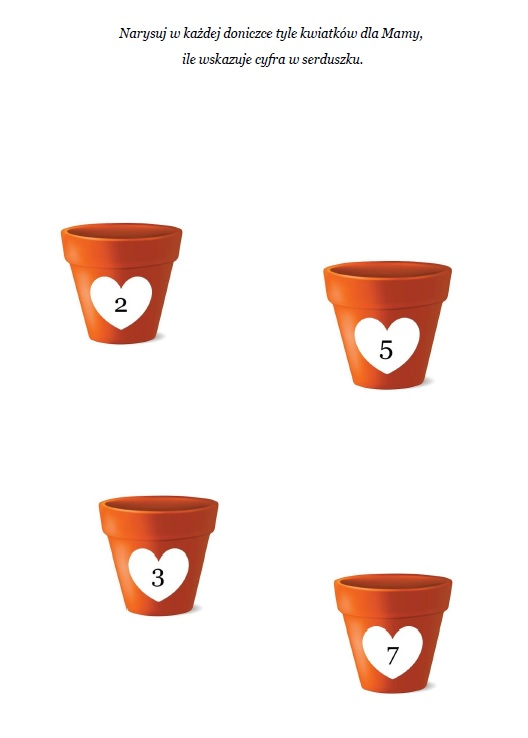 Narysuj w każdej doniczce tyle kwiatków dla Mamy,
ile wskazuje cyfra w serduszku.
2
5
3
7